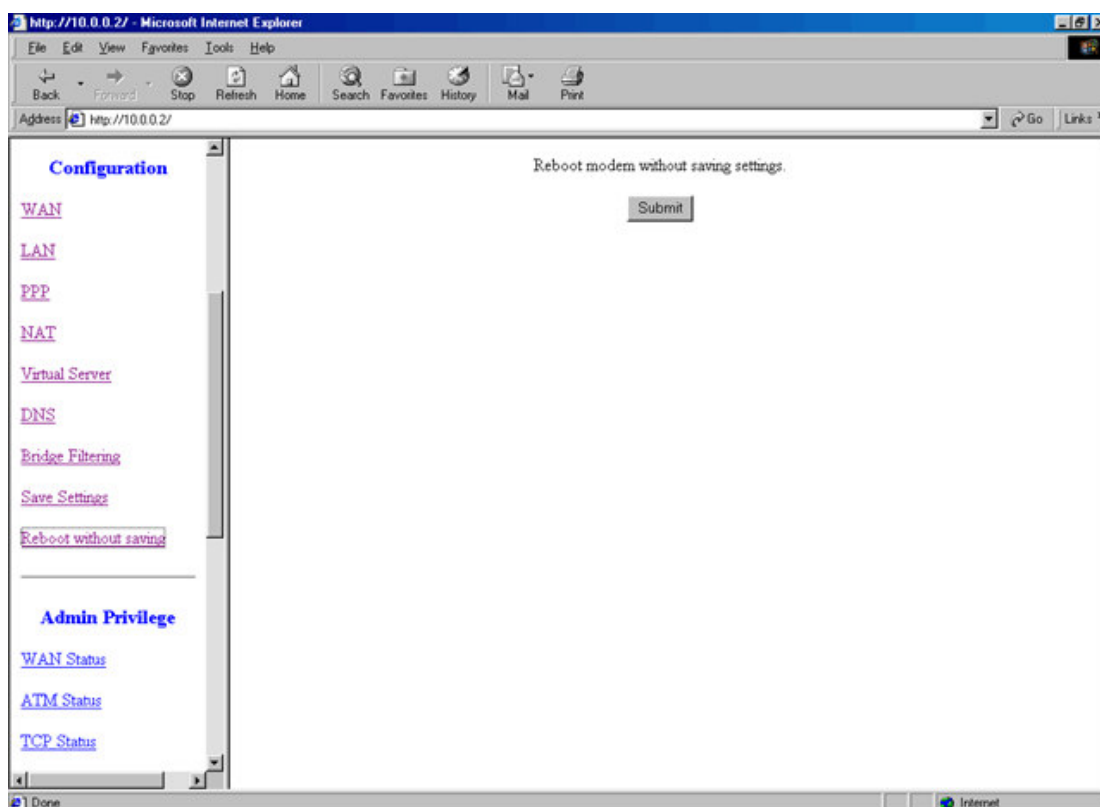 http://10.0.0.2/ - Microsoft Internet Explorer
File Edit View Favorites Tools Help
Back Forward Stop Refresh Home Search Favorites History Mail Print
Address http://10.0.0.2/ Go Links
Configuration
WAN
LAN
PPP
NAT
Virtual Server
DNS
Bridge Filtering
Save Settings
Reboot without saving
Admin Privilege
WAN Status
ATM Status
TCP Status
Reboot modem without saving settings.
Submit
Done Internet